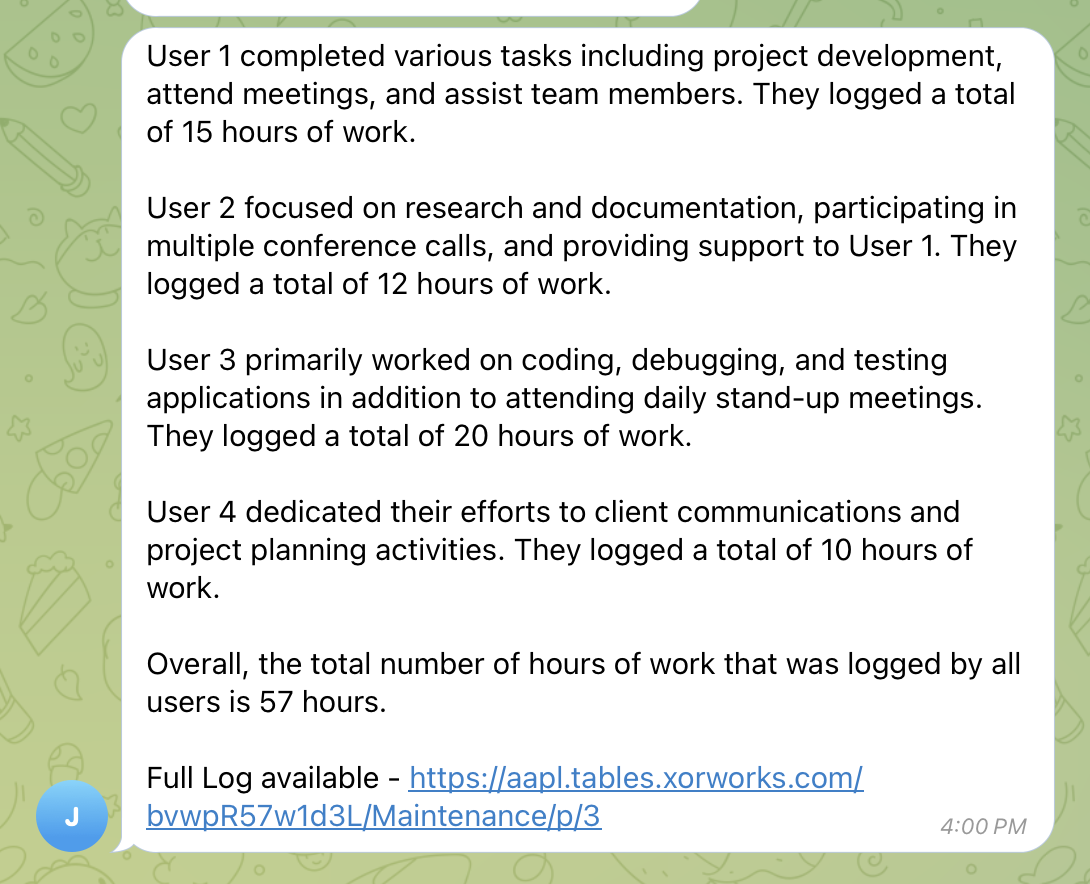 User 1 completed various tasks including project development,
attend meetings, and assist team members. They logged a total
of 15 hours of work.
User 2 focused on research and documentation, participating in
multiple conference calls, and providing support to User 1. They
logged a total of 12 hours of work.
User 3 primarily worked on coding, debugging, and testing
applications in addition to attending daily stand-up meetings.
They logged a total of 20 hours of work.
User 4 dedicated their efforts to client communications and
project planning activities. They logged a total of 10 hours of
work.
Overall, the total number of hours of work that was logged by all
users is 57 hours.
Full Log available - https://aapl.tables.xorworks.com/
bvwpR57w1d3L/Maintenance/p/3
J
4:00 PM